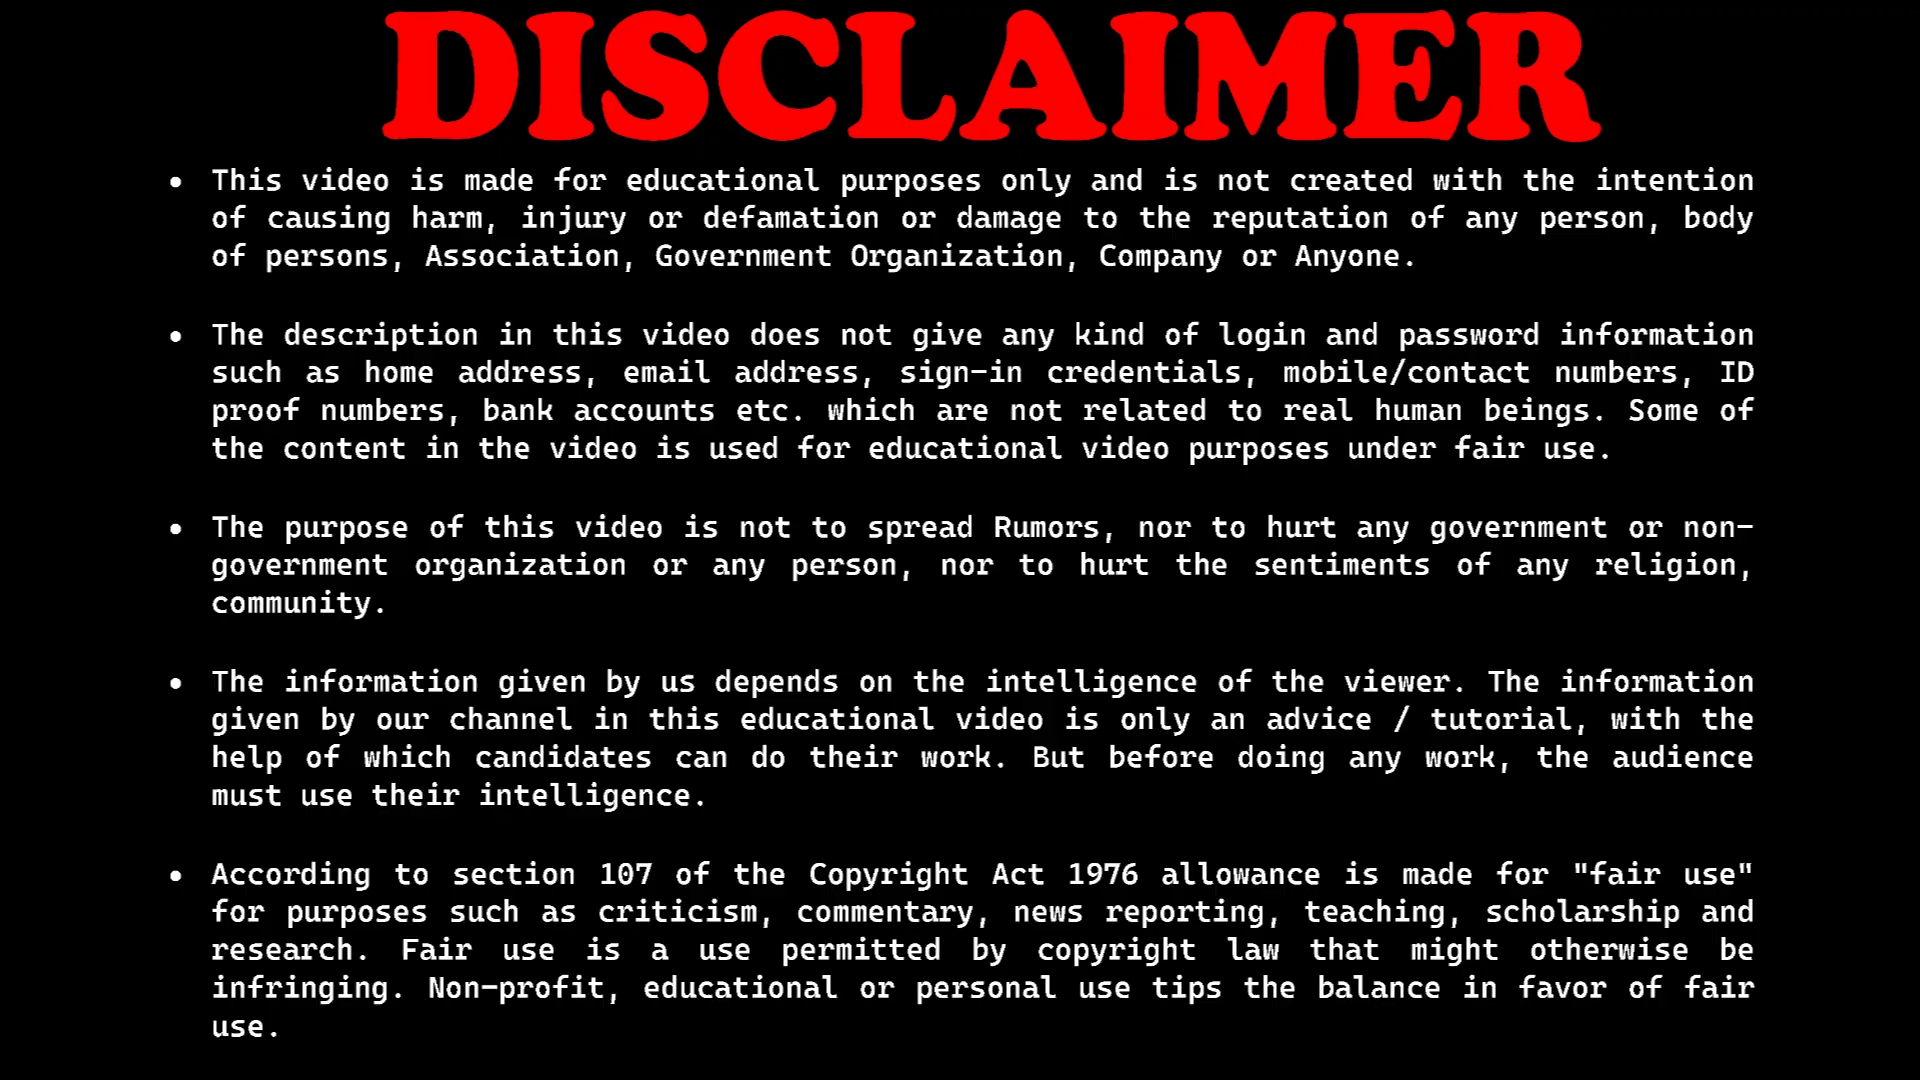 DISCLAIMER
• This video is made for educational purposes only and is not created with the intention
of causing harm, injury or defamation or damage to the reputation of any person, body
of persons, Association, Government Organization, Company or Anyone.
• The description in this video does not give any kind of login and password information
such as home address, email address, sign-in credentials, mobile/contact numbers, ID
proof numbers, bank accounts etc. which are not related to real human beings. Some of
the content in the video is used for educational video purposes under fair use.
• The purpose of this video is not to spread Rumors, nor to hurt any government or non-
government organization or any person, nor to hurt the sentiments of any religion,
community.
• The information given by us depends on the intelligence of the viewer. The information
given by our channel in this educational video is only an advice / tutorial, with the
help of which candidates can do their work. But before doing any work, the audience
must use their intelligence.
• According to section 107 of the Copyright Act 1976 allowance is made for "fair use"
for purposes such as criticism, commentary, news reporting, teaching, scholarship and
research. Fair use is a use permitted by copyright law that might otherwise be
infringing. Non-profit, educational or personal use tips the balance in favor of fair
use.